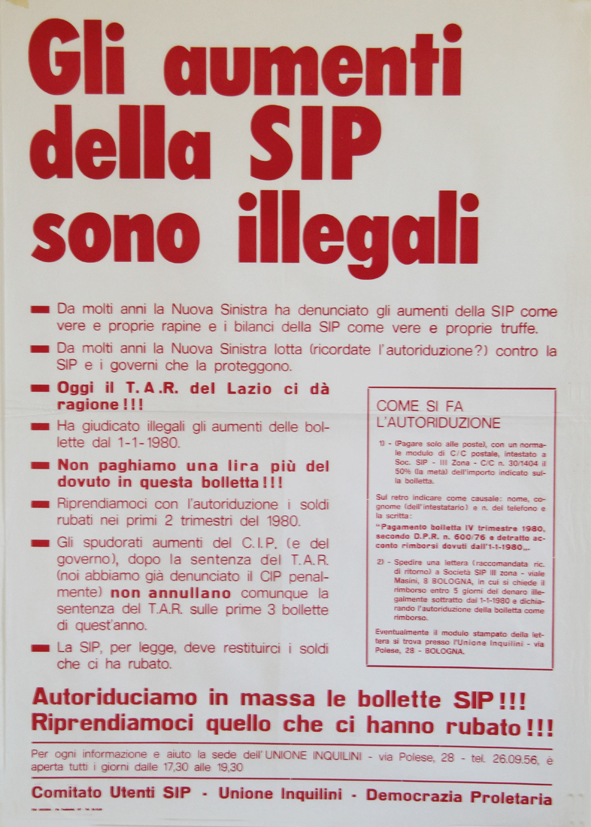 Gli aumenti
della SIP
sono illegali
Da molti anni la Nuova Sinistra ha denunciato gli aumenti della SIP come
vere e proprie rapine e i bilanci della SIP come vere e proprie truffe.
Da molti anni la Nuova Sinistra lotta (ricordate l'autoriduzione?) contro la
SIP e i governi che la proteggono.
Oggi il T.A.R. del Lazio ci dà
ragione!!!
Ha giudicato illegali gli aumenti delle bol-
lette dal 1-1-1980.
Non paghiamo una lira più del
dovuto in questa bolletta!!!
Riprendiamoci con l'autoriduzione i soldi
rubati nei primi 2 trimestri del 1980.
Gli spudorati aumenti del C.I.P. (e del
governo), dopo la sentenza del T.A.R.
(noi abbiamo già denunciato il CIP penal-
mente) non annullano comunque la
sentenza del T.A.R. sulle prime 3 bollette
di quest'anno.
La SIP, per legge, deve restituirci i soldi
che ci ha rubato.
COME SI FA
L'AUTORIDUZIONE
1) - (Pagare solo alle poste), con un norma-
le modulo di C/C postale, intestato a
Soc. SIP - III Zona - C/C n. 30/1404 il
50% (la metà) dell'importo indicato sul-
la bolletta.
Sul retro indicare come causale: nome, co-
gnome (dell'intestatario) e n. del telefono e
la scritta:
"Pagamento bolletta IV trimestre 1980,
secondo D.P.R. n. 600/76 e detratto ac-
conto rimborsi dovuti dall'1-1-1980„.
2) - Spedire una lettera (raccomandata ric.
di ritorno) a Società SIP III zona - viale
Masini, 8 BOLOGNA, in cui si chiede il
rimborso entro 5 giorni del denaro ille-
galmente sottratto dal 1-1-1980 e dichia-
rando l'autoriduzione della bolletta come
rimborso.
Eventualmente il modulo stampato della let-
tera si trova presso l'Unione Inquilini - via
Polese, 28 - BOLOGNA.
Autoriduciamo in massa le bollette SIP!!!
Riprendiamoci quello che ci hanno rubato!!!
Per ogni informazione e aiuto la sede dell'UNIONE INQUILINI - via Polese, 28 - tel. 26.09.56, è
aperta tutti i giorni dalle 17,30 alle 19,30
Comitato Utenti SIP - Unione Inquilini - Democrazia Proletaria